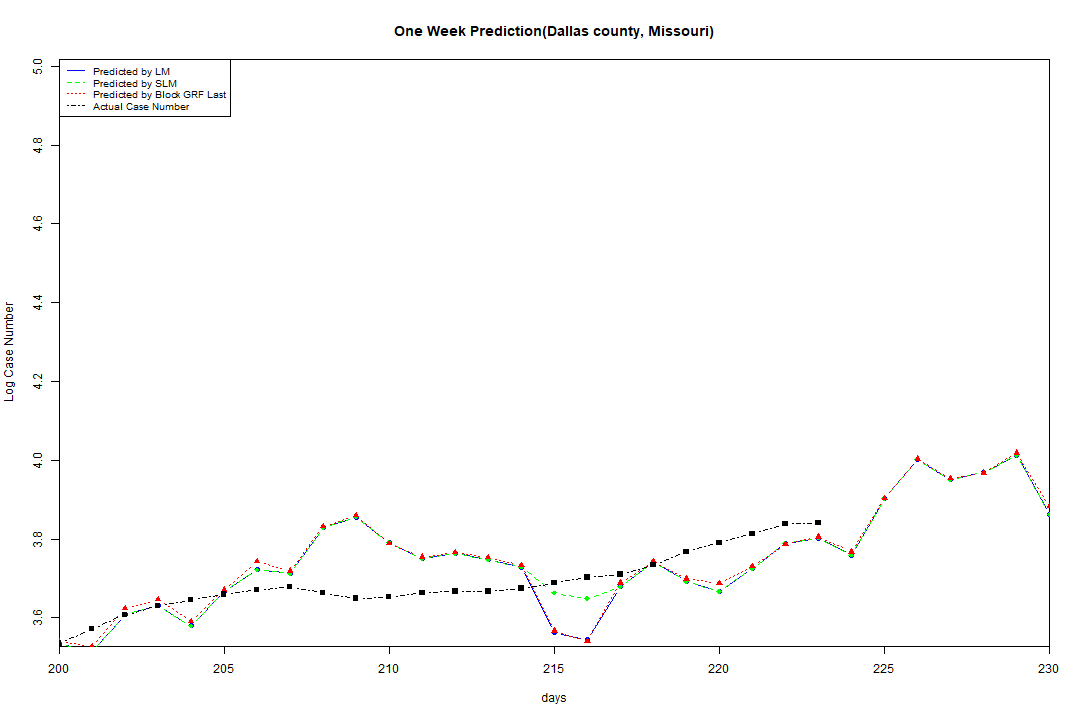 One Week Prediction(Dallas county, Missouri)
Predicted by LM
Predicted by SLM
Predicted by Block GRF Last
Actual Case Number
5.0
4.8
4.6
4.4
4.2
4.0
3.8
3.6
Log Case Number
200 205 210 215 220 225 230
days